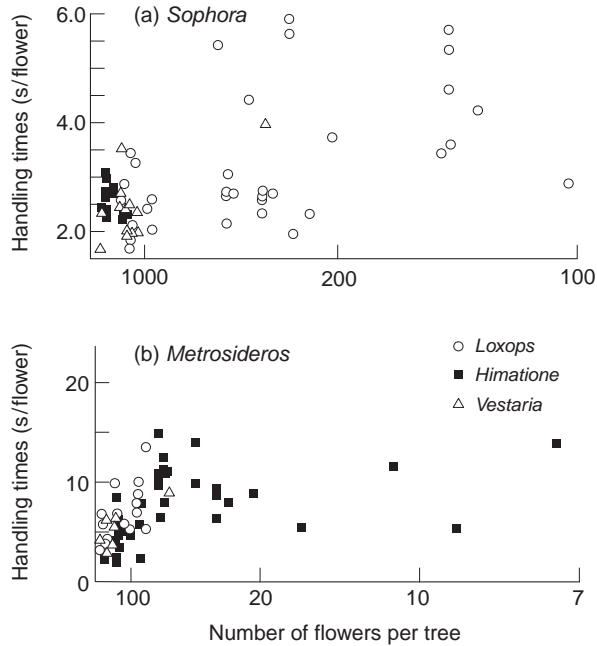 (a) Sophora
Handling times (s/flower)
6.0
4.0
2.0
1000
200
100
(b) Metrosideros
Loxops
Himatione
Vestaria
Handling times (s/flower)
20
10
0
100
20
10
7
Number of flowers per tree